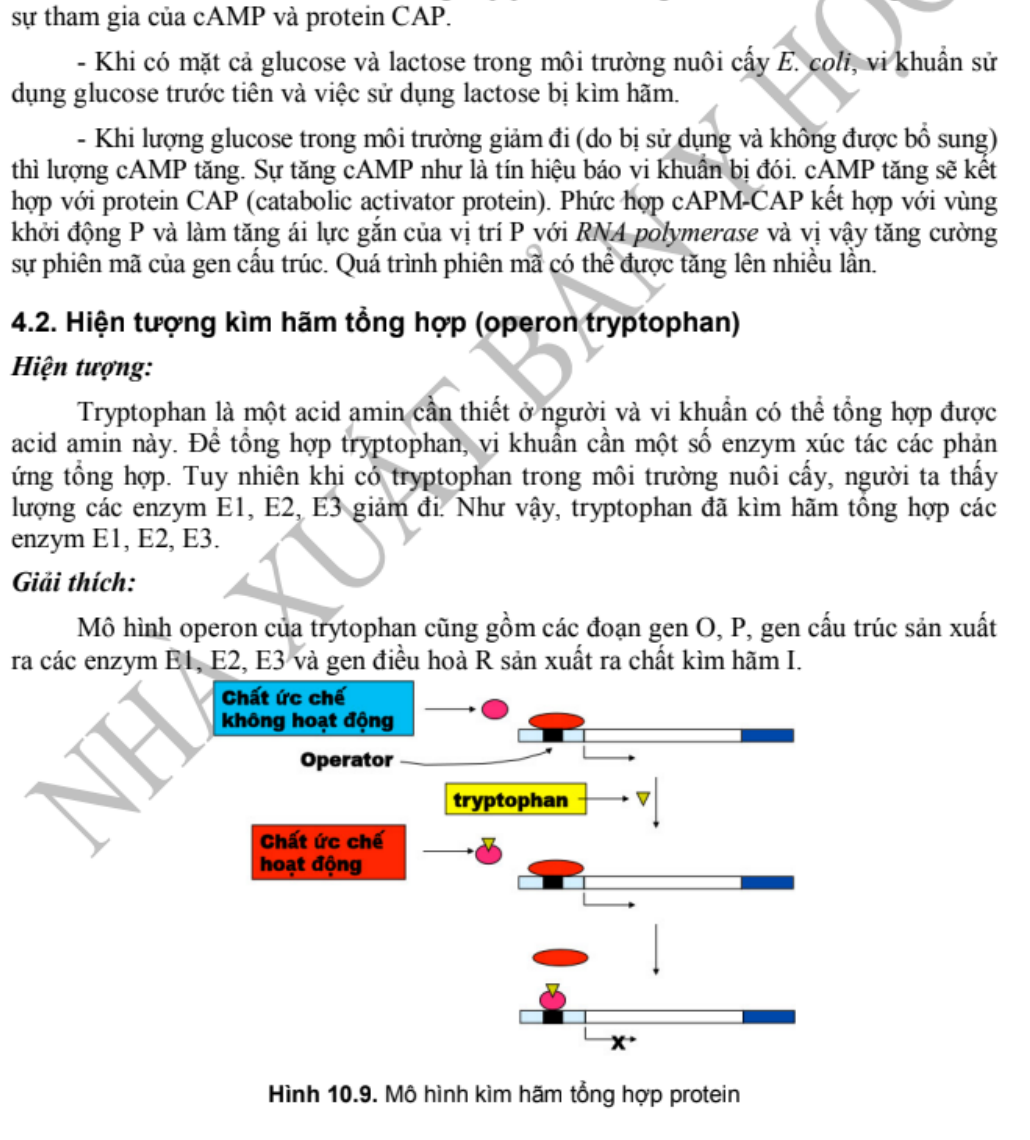 sự tham gia của cAMP và protein CAP.
- Khi có mặt cả glucose và lactose trong môi trường nuôi cấy E. coli, vi khuẩn sử
dụng glucose trước tiên và việc sử dụng lactose bị kìm hãm.
- Khi lượng glucose trong môi trường giảm đi (do bị sử dụng và không được bổ sung)
thì lượng cAMP tăng. Sự tăng cAMP như là tín hiệu báo vi khuẩn bị đói. cAMP tăng sẽ kết
hợp với protein CAP (catabolic activator protein). Phức hợp cAPM-CAP kết hợp với vùng
khởi động P và làm tăng ái lực gắn của vị trí P với RNA polymerase và vị vậy tăng cường
sự phiên mã của gen cấu trúc. Quá trình phiên mã có thể được tăng lên nhiều lần.
4.2. Hiện tượng kìm hãm tổng hợp (operon tryptophan)
Hiện tượng:
Tryptophan là một acid amin cần thiết ở người và vi khuẩn có thể tổng hợp được
acid amin này. Để tổng hợp tryptophan, vi khuẩn cần một số enzym xúc tác các phản
ứng tổng hợp. Tuy nhiên khi có tryptophan trong môi trường nuôi cấy, người ta thấy
lượng các enzym E1, E2, E3 giảm đi. Như vậy, tryptophan đã kìm hãm tổng hợp các
enzym E1, E2, E3.
Giải thích:
Mô hình operon của trytophan cũng gồm các đoạn gen O, P, gen cấu trúc sản xuất
ra các enzym E1, E2, E3 và gen điều hoà R sản xuất ra chất kìm hãm I.
Chất ức chế
không hoạt động
Operator
tryptophan
Chất ức chế
hoạt động
X
Hình 10.9. Mô hình kìm hãm tổng hợp protein
NHÀ XUẤT BẢN Y HỌC